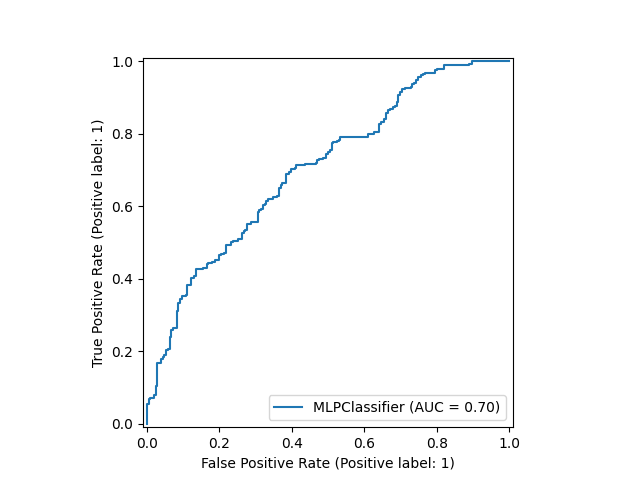 1.0
0.8
0.6
0.4
0.2
0.0
True Positive Rate (Positive label: 1)
MLPClassifier (AUC = 0.70)
0.0 0.2 0.4 0.6 0.8 1.0
False Positive Rate (Positive label: 1)